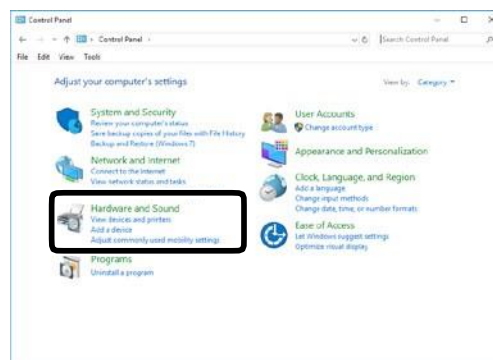 Control Panel
Control Panel
Search Control Panel
File Edit View Tools
Adjust your computer's settings
View by: Category
System and Security
Review your computer's status
Save backup copies of your files with File History
Backup and Restore (Windows 7)
Network and Internet
Connect to the Internet
View network status and tasks
Hardware and Sound
View devices and printers
Add a device
Adjust commonly used mobility settings
Programs
Uninstall a program
User Accounts
Change account type
Appearance and Personalization
Clock, Language, and Region
Add a language
Change input methods
Change date, time, or number formats
Ease of Access
Let Windows suggest settings
Optimize visual display